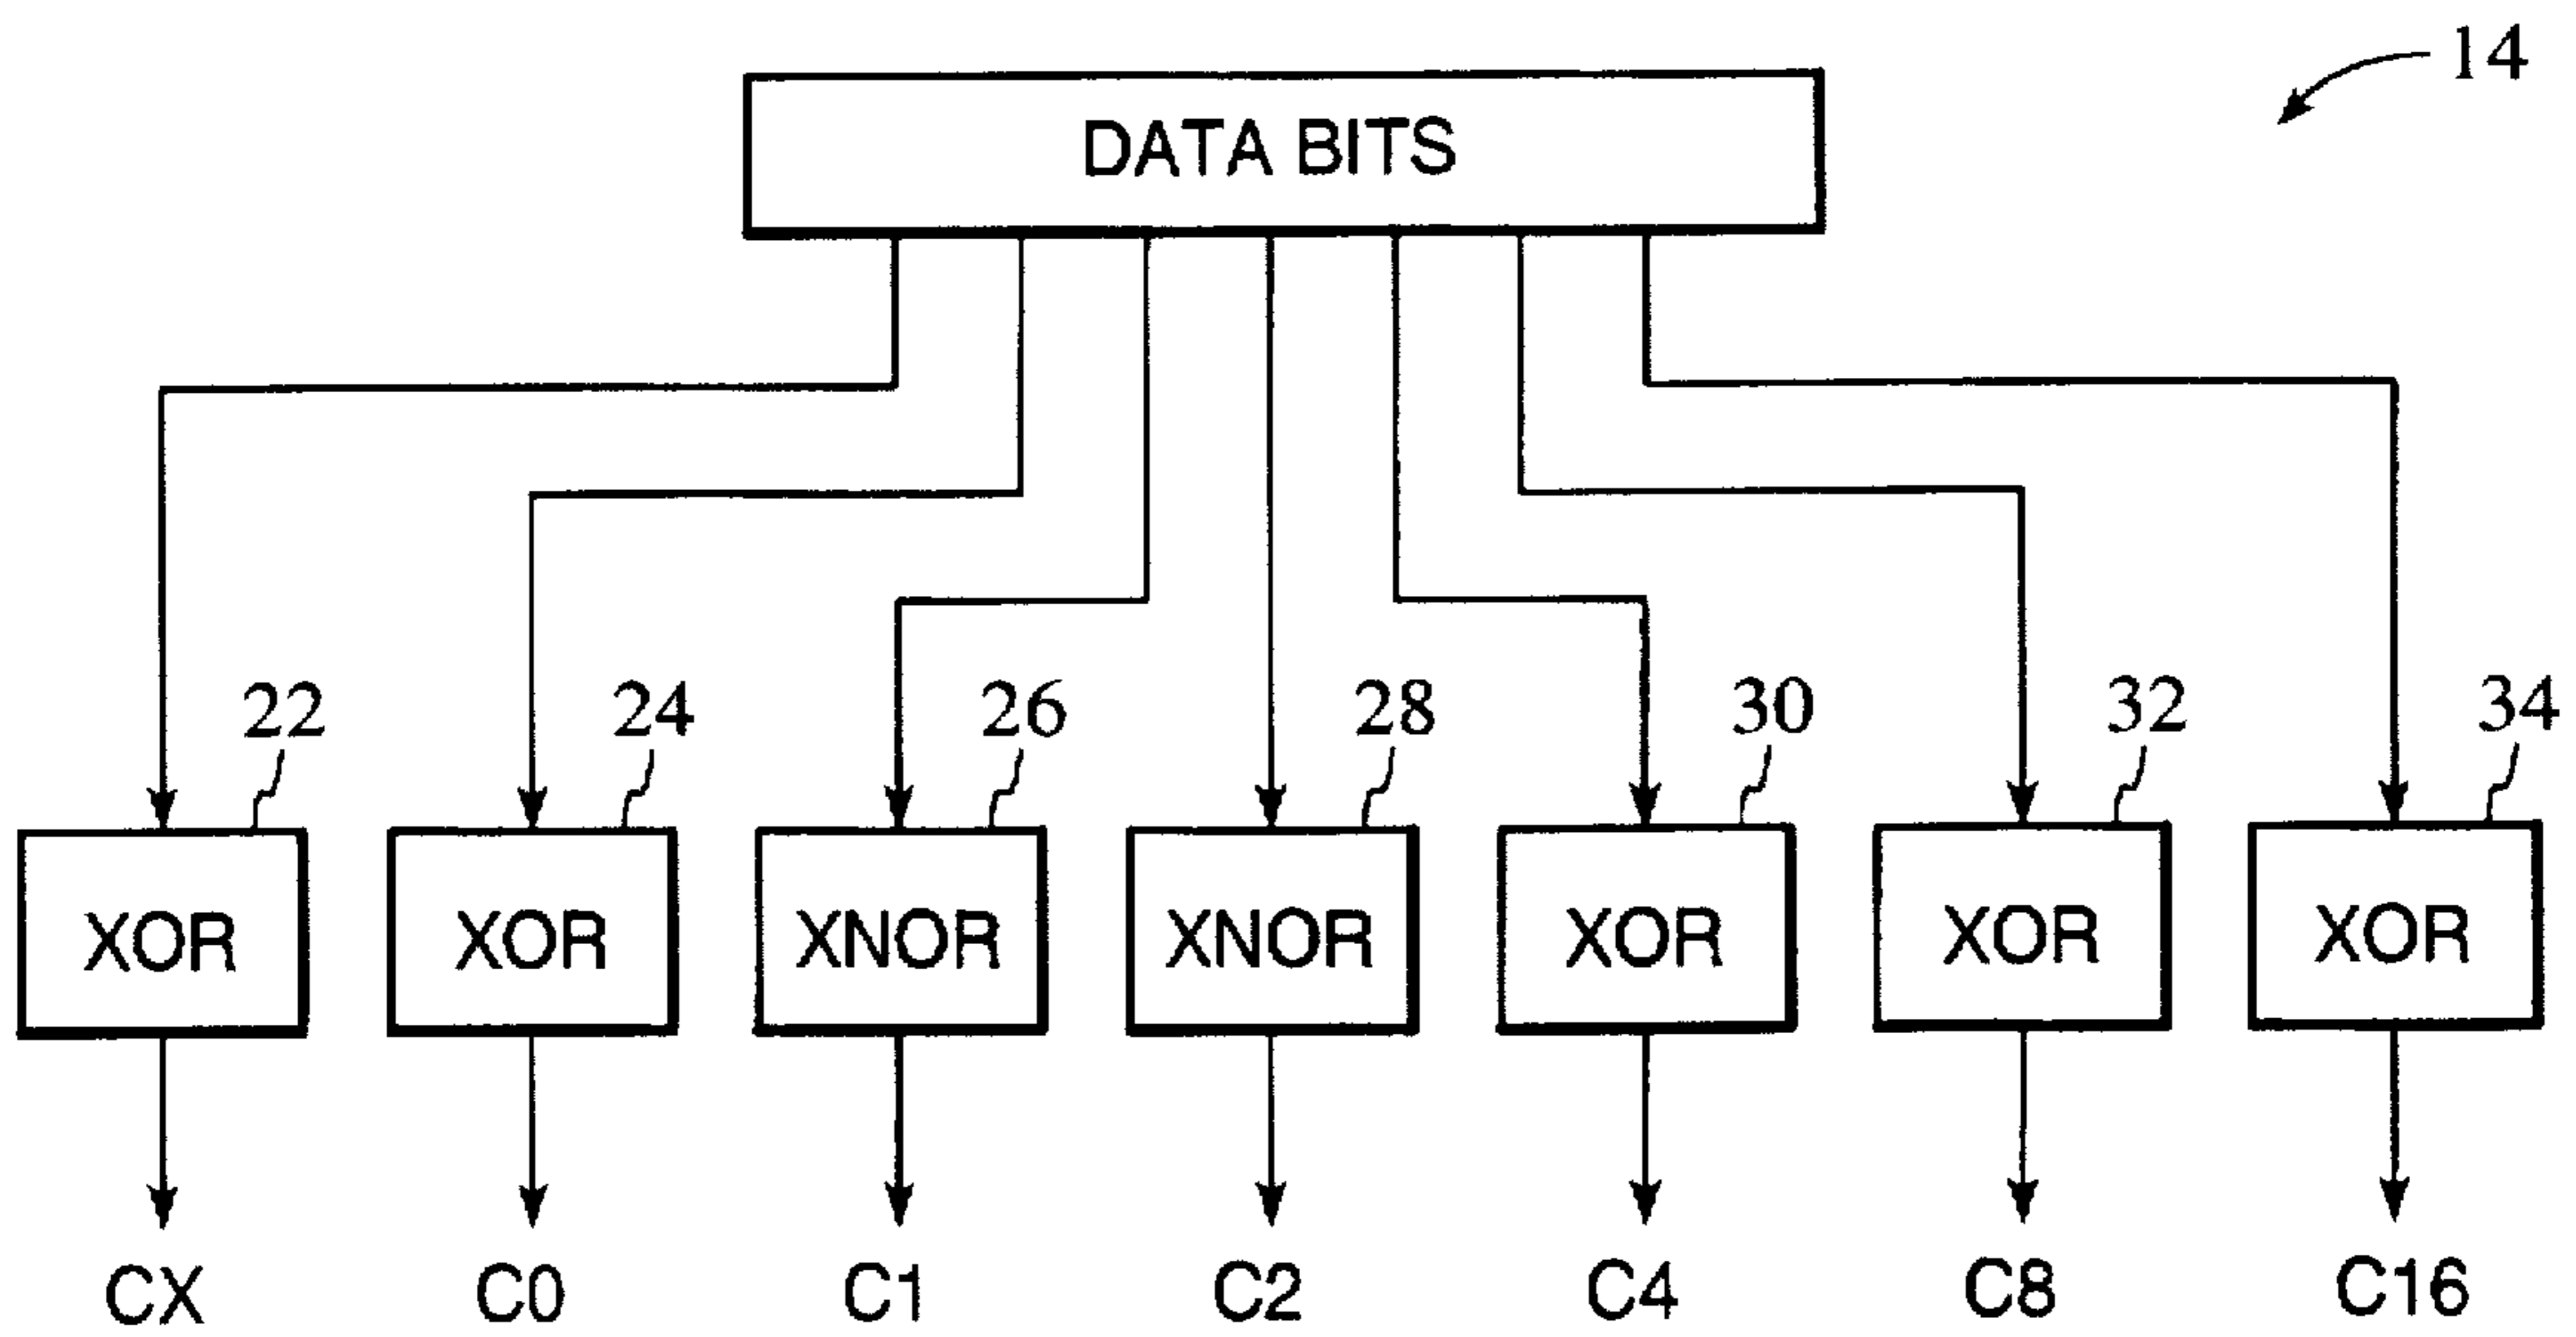 14
DATA BITS
22 24 26 28 30 32 34
XOR XOR XNOR XNOR XOR XOR XOR
CX C0 C1 C2 C4 C8 C16